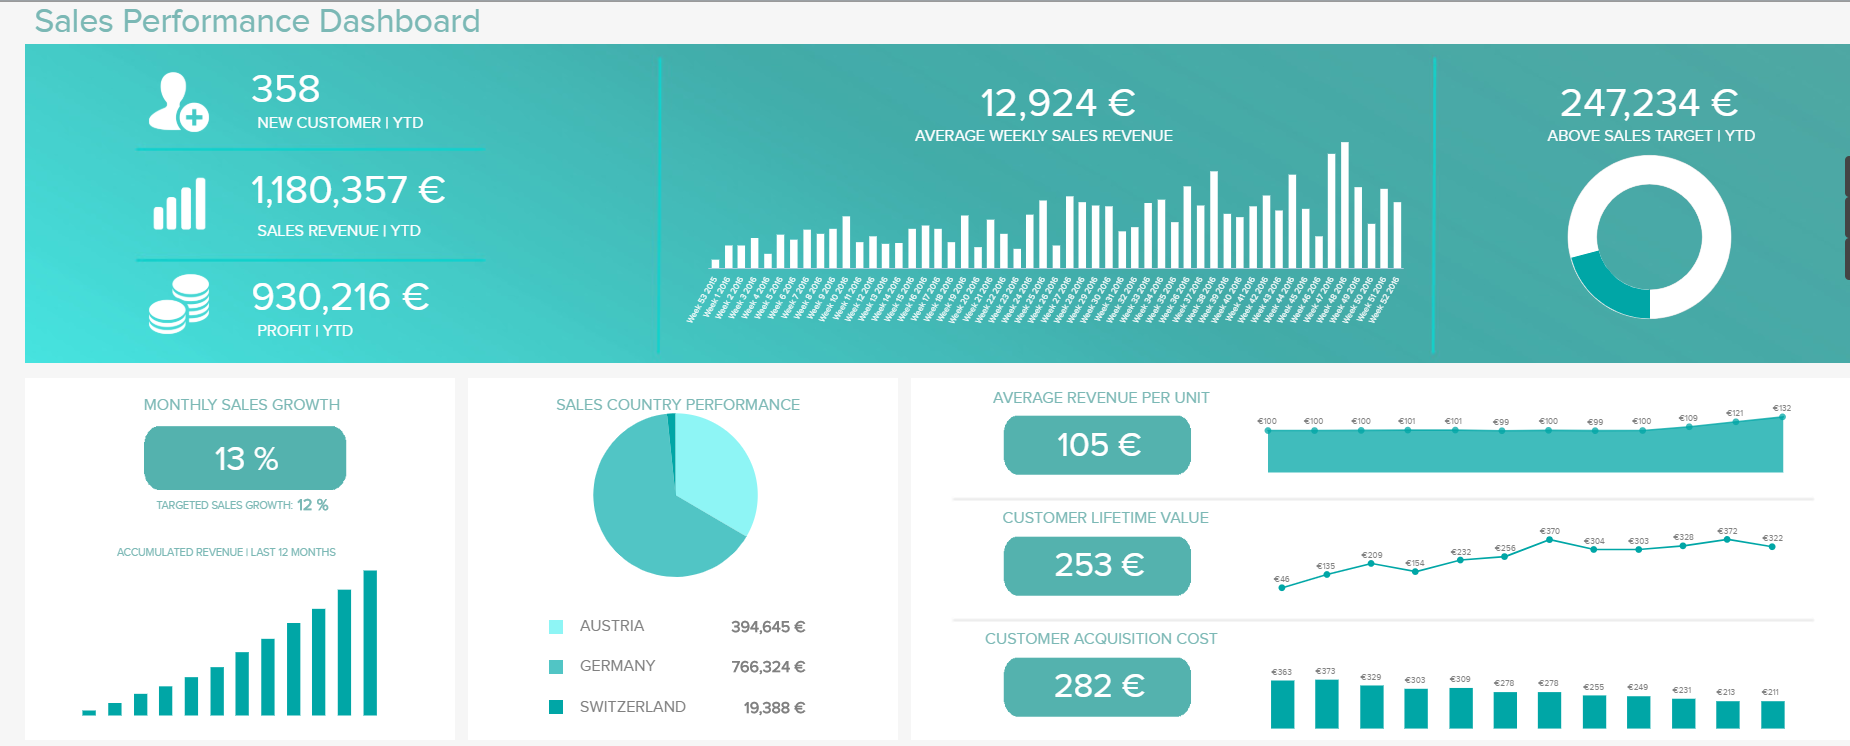 Sales Performance Dashboard
358
NEW CUSTOMER | YTD
1,180,357 €
SALES REVENUE | YTD
930,216 €
PROFIT | YTD
12,924 €
AVERAGE WEEKLY SALES REVENUE
Week 53 2015
Week 1 2016
Week 2 2016
Week 3 2016
Week 4 2016
Week 5 2016
Week 6 2016
Week 7 2016
Week 8 2016
Week 9 2016
Week 10 2016
Week 11 2016
Week 12 2016
Week 13 2016
Week 14 2016
Week 15 2016
Week 16 2016
Week 17 2016
Week 18 2016
Week 19 2016
Week 20 2016
Week 21 2016
Week 22 2016
Week 23 2016
Week 24 2016
Week 25 2016
Week 26 2016
Week 27 2016
Week 28 2016
Week 29 2016
Week 30 2016
Week 31 2016
Week 32 2016
Week 33 2016
Week 34 2016
Week 35 2016
Week 36 2016
Week 37 2016
Week 38 2016
Week 39 2016
Week 40 2016
Week 41 2016
Week 42 2016
Week 43 2016
Week 44 2016
Week 45 2016
Week 46 2016
Week 47 2016
Week 48 2016
Week 49 2016
Week 50 2016
Week 51 2016
Week 52 2016
247,234 €
ABOVE SALES TARGET | YTD
MONTHLY SALES GROWTH
13 %
TARGETED SALES GROWTH: 12 %
ACCUMULATED REVENUE | LAST 12 MONTHS
SALES COUNTRY PERFORMANCE
AUSTRIA 394,645 €
GERMANY 766,324 €
SWITZERLAND 19,388 €
AVERAGE REVENUE PER UNIT
105 €
€100 €100 €100 €101 €101 €99 €100 €99 €100 €109 €121 €132
CUSTOMER LIFETIME VALUE
253 €
€46 €135 €209 €154 €232 €256 €370 €304 €303 €328 €372 €322
CUSTOMER ACQUISITION COST
282 €
€363 €373 €329 €303 €309 €278 €278 €255 €249 €231 €213 €211